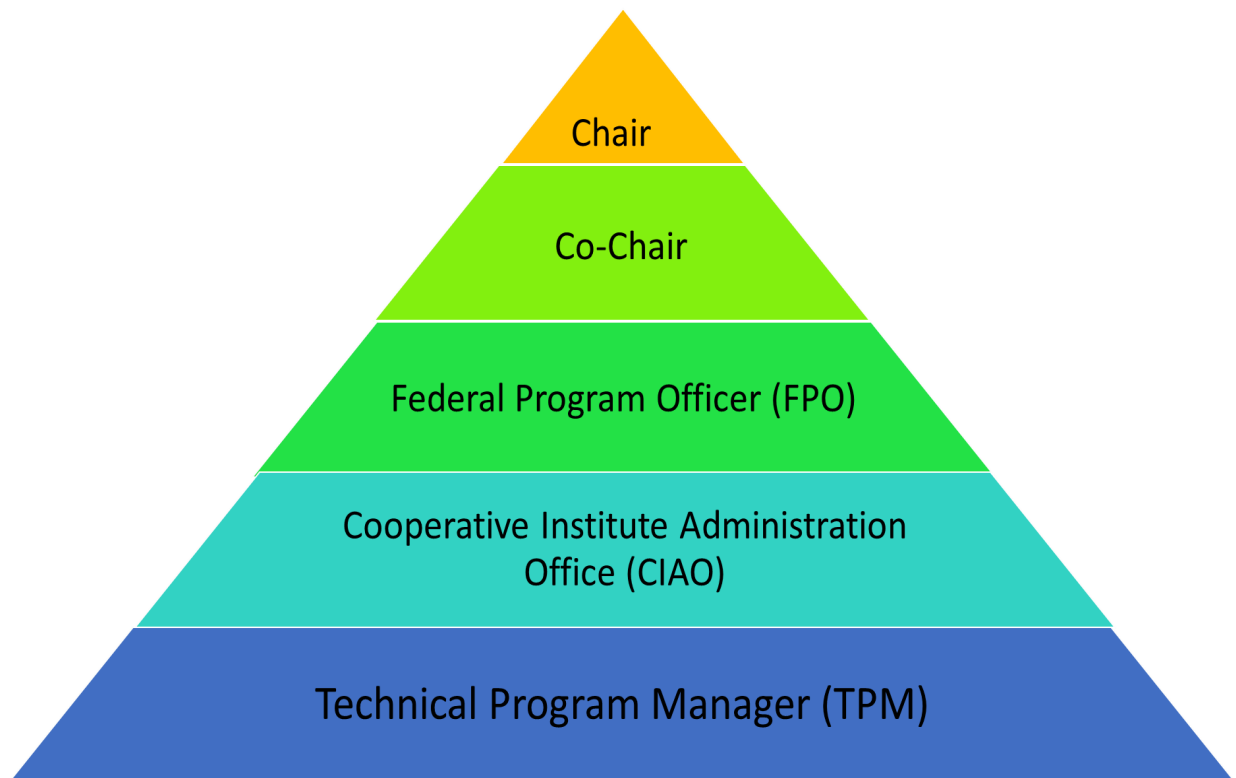 Chair
Co-Chair
Federal Program Officer (FPO)
Cooperative Institute Administration
Office (CIAO)
Technical Program Manager (TPM)